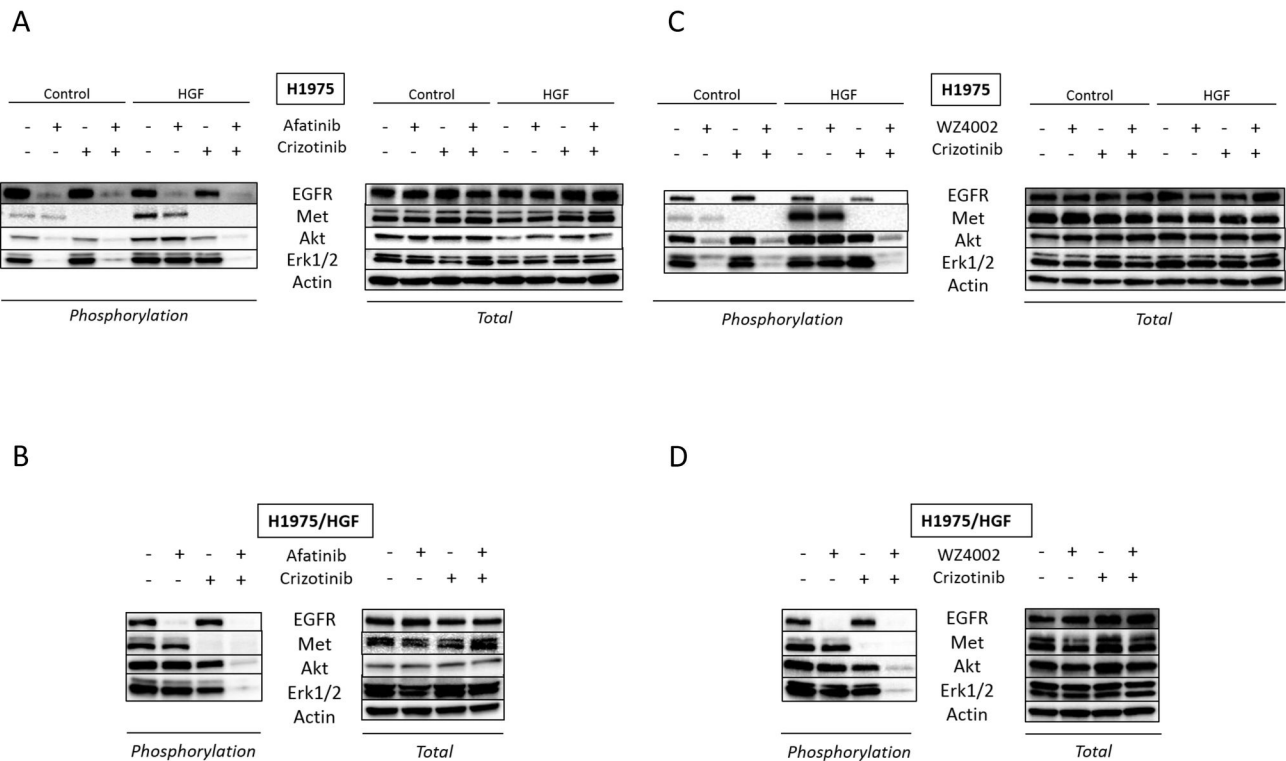 A
H1975
Control HGF Control HGF
- + - + - + - + Afatinib - + - + - + - +
- - + + - - + + Crizotinib - - + + - - + +
EGFR
Met
Akt
Erk1/2
Actin
Phosphorylation Total
C
H1975
Control HGF Control HGF
- + - + - + - + WZ4002 - + - + - + - +
- - + + - - + + Crizotinib - - + + - - + +
EGFR
Met
Akt
Erk1/2
Actin
Phosphorylation Total
B
H1975/HGF
- + - + Afatinib - + - +
- - + + Crizotinib - - + +
EGFR
Met
Akt
Erk1/2
Actin
Phosphorylation Total
D
H1975/HGF
- + - + WZ4002 - + - +
- - + + Crizotinib - - + +
EGFR
Met
Akt
Erk1/2
Actin
Phosphorylation Total